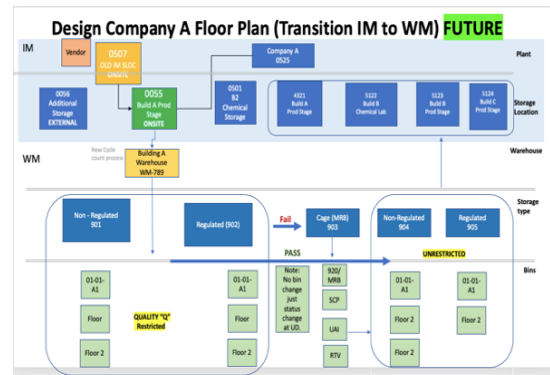 Design Company A Floor Plan (Transition IM to WM) FUTURE
IM
Vendor
0507
OLD IM SLOC
ONSITE
Company A
0525
Plant
0056
Additional
Storage
EXTERNAL
0055
Build A Prod
Stage
ONSITE
0501
B2
Chemical
Storage
4321
Build A
Prod Stage
5122
Build B
Chemical Lab
5123
Build B
Prod Stage
5124
Build C
Prod Stage
Storage
Location
New Cycle
count process
Building A
Warehouse
WM-789
Warehouse
WM
Non - Regulated
901
Regulated (902)
Fail
Cage (MRB)
903
Non-Regulated
904
Regulated
905
Storage
type
PASS
UNRESTRICTED
Bins
01-01-
A1
Floor
Floor 2
QUALITY "Q"
Restricted
01-01-
A1
Floor
Floor 2
Note:
No bin
change
just
status
change
at UD.
920/
MRB
SCP
UAI
RTV
01-01-
A1
Floor 2
Floor 2
01-01-
A1
Floor 2